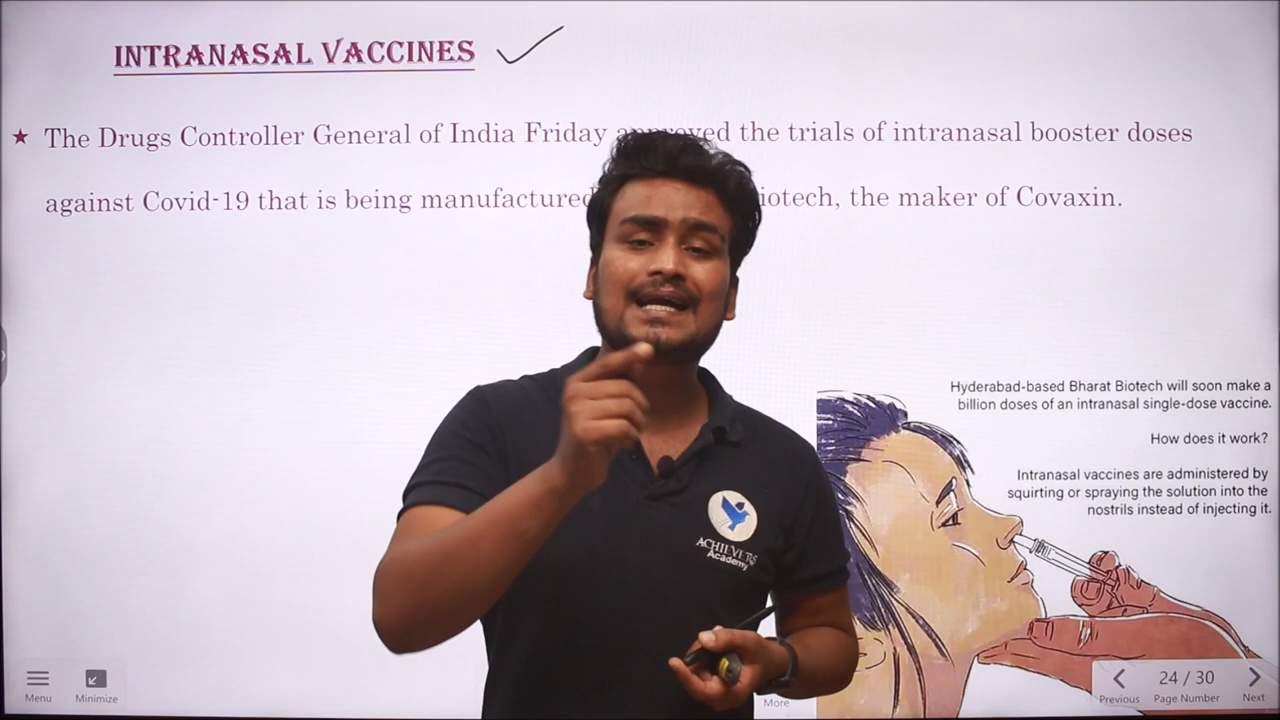 INTRANASAL VACCINES
★ The Drugs Controller General of India Friday approved the trials of intranasal booster doses
against Covid-19 that is being manufactured iotech, the maker of Covaxin.
Hyderabad-based Bharat Biotech will soon make a
billion doses of an intranasal single-dose vaccine.
How does it work?
Intranasal vaccines are administered by
squirting or spraying the solution into the
nostrils instead of injecting it.
ACHIEVERS
Academy
Menu
Minimize
More
24 / 30
Previous
Page Number
Next